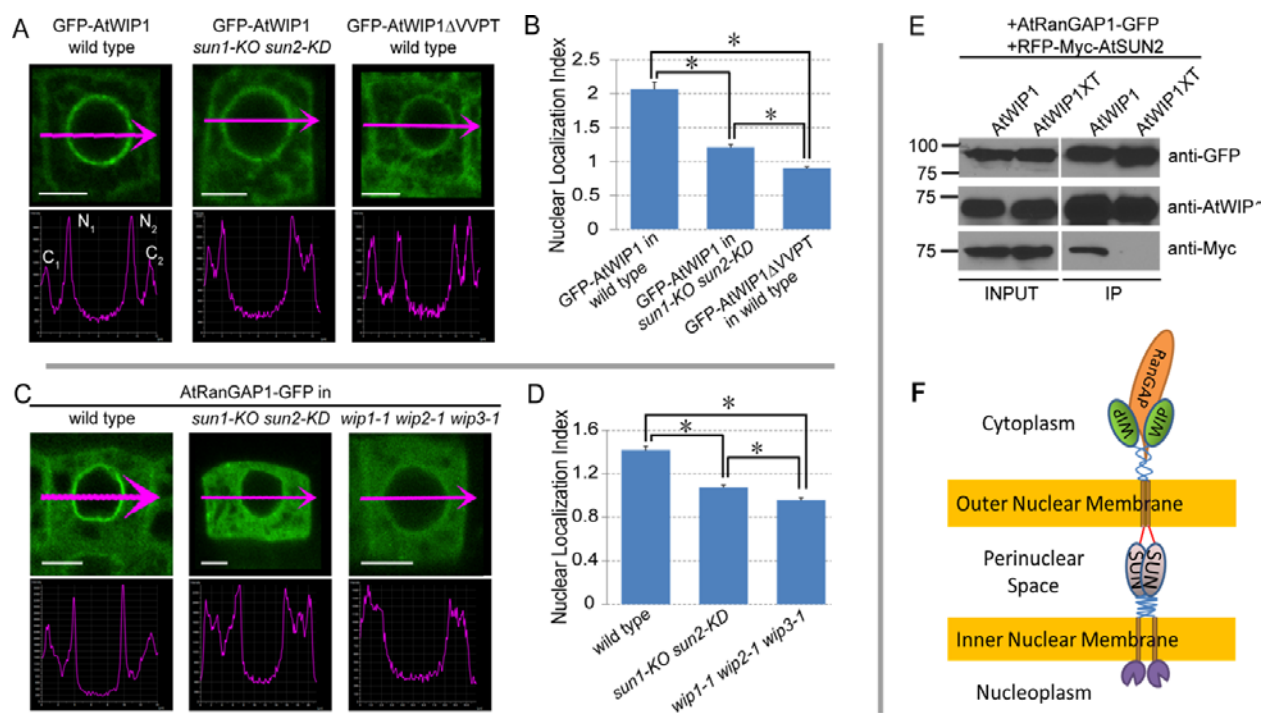 A
GFP-AtWIP1
wild type
GFP-AtWIP1
sun1-KO sun2-KD
GFP-AtWIP1ΔVVPT
wild type
C1
N1
N2
C2
B
Nuclear Localization Index
2.5
2
1.5
1
0.5
0
*
*
*
GFP-AtWIP1 in
wild type
GFP-AtWIP1 in
sun1-KO sun2-KD
GFP-AtWIP1ΔVVPT
in wild type
C
AtRanGAP1-GFP in
wild type
sun1-KO sun2-KD
wip1-1 wip2-1 wip3-1
D
Nuclear Localization Index
1.6
1.2
0.8
0.4
0
*
*
*
wild type
sun1-KO sun2-KD
wip1-1 wip2-1 wip3-1
E
+AtRanGAP1-GFP
+RFP-Myc-AtSUN2
AtWIP1
AtWIP1XT
AtWIP1
AtWIP1XT
100
75
anti-GFP
75
anti-AtWIP1
75
anti-Myc
INPUT
IP
F
Cytoplasm
RanGAP
WIP
WIP
Outer Nuclear Membrane
Perinuclear
Space
SUN
SUN
Inner Nuclear Membrane
Nucleoplasm